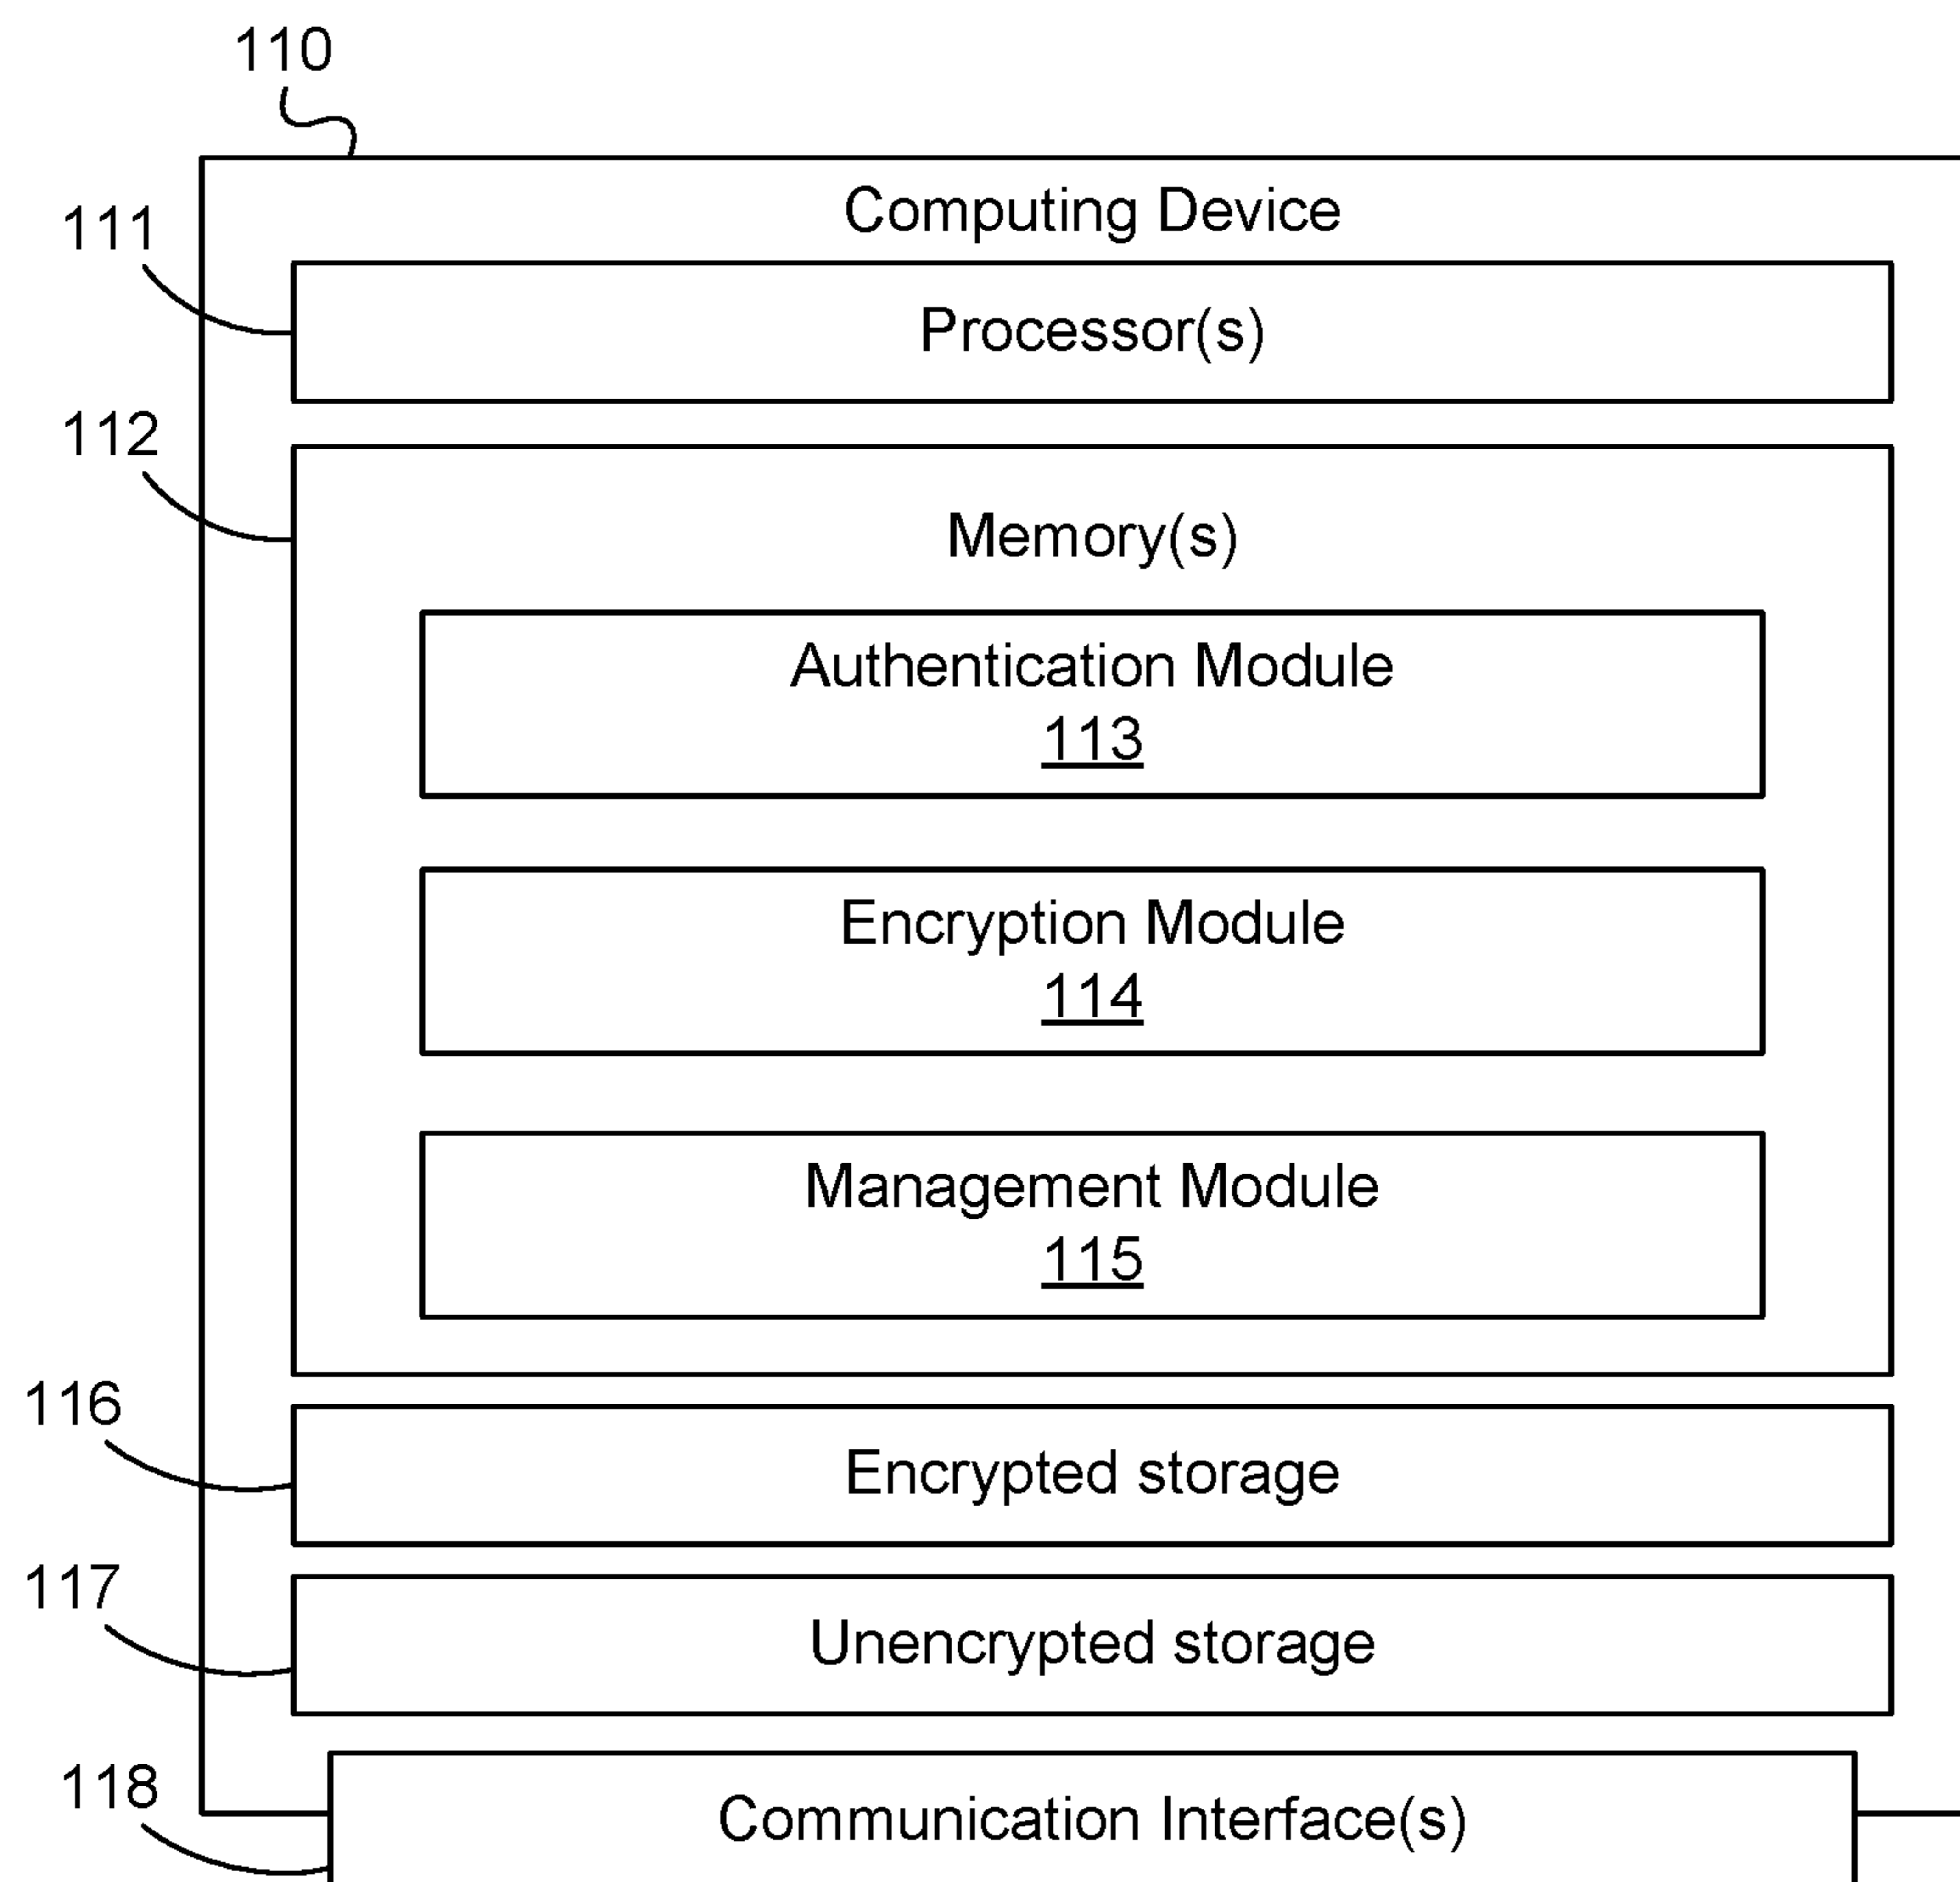 110
Computing Device
111
Processor(s)
112
Memory(s)
Authentication Module
113
Encryption Module
114
Management Module
115
116
Encrypted storage
117
Unencrypted storage
118
Communication Interface(s)